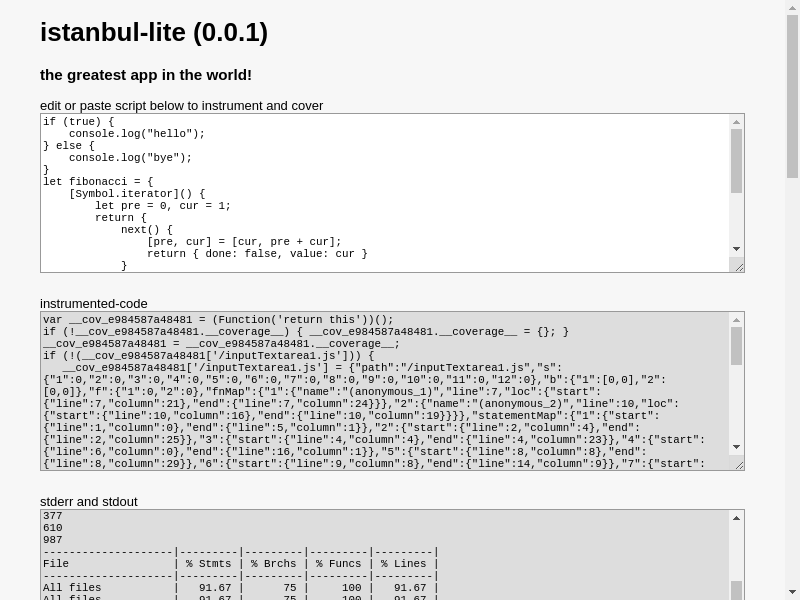 istanbul-lite (0.0.1)
the greatest app in the world!
edit or paste script below to instrument and cover
if (true) {
    console.log("hello");
} else {
    console.log("bye");
}
let fibonacci = {
    [Symbol.iterator]() {
        let pre = 0, cur = 1;
        return {
            next() {
                [pre, cur] = [cur, pre + cur];
                return { done: false, value: cur }
            }
instrumented-code
var __cov_e984587a48481 = (Function('return this'))();
if (!__cov_e984587a48481.__coverage__) { __cov_e984587a48481.__coverage__ = {}; }
__cov_e984587a48481 = __cov_e984587a48481.__coverage__;
if (!(__cov_e984587a48481['/inputTextarea1.js'])) {
   __cov_e984587a48481['/inputTextarea1.js'] = {"path":"/inputTextarea1.js","s":
{"1":0,"2":0,"3":0,"4":0,"5":0,"6":0,"7":0,"8":0,"9":0,"10":0,"11":0,"12":0},"b":{"1":[0,0],"2":
[0,0]},"f":{"1":0,"2":0},"fnMap":{"1":{"name":"(anonymous_1)","line":7,"loc":{"start":
{"line":7,"column":21},"end":{"line":7,"column":24}}},"2":{"name":"(anonymous_2)","line":10,"loc":
{"start":{"line":10,"column":16},"end":{"line":10,"column":19}}}},"statementMap":{"1":{"start":
{"line":1,"column":0},"end":{"line":5,"column":1}},"2":{"start":{"line":2,"column":4},"end":
{"line":2,"column":25}},"3":{"start":{"line":4,"column":4},"end":{"line":4,"column":23}},"4":{"start":
{"line":6,"column":0},"end":{"line":16,"column":1}},"5":{"start":{"line":8,"column":8},"end":
{"line":8,"column":29}},"6":{"start":{"line":9,"column":8},"end":{"line":14,"column":9}},"7":{"start":
stderr and stdout
377
610
987
--------------------|---------|---------|---------|---------|
File                | % Stmts | % Brchs | % Funcs | % Lines |
--------------------|---------|---------|---------|---------|
All files           |   91.67 |      75 |     100 |   91.67 |
All files           |   91.67 |      75 |     100 |   91.67 |